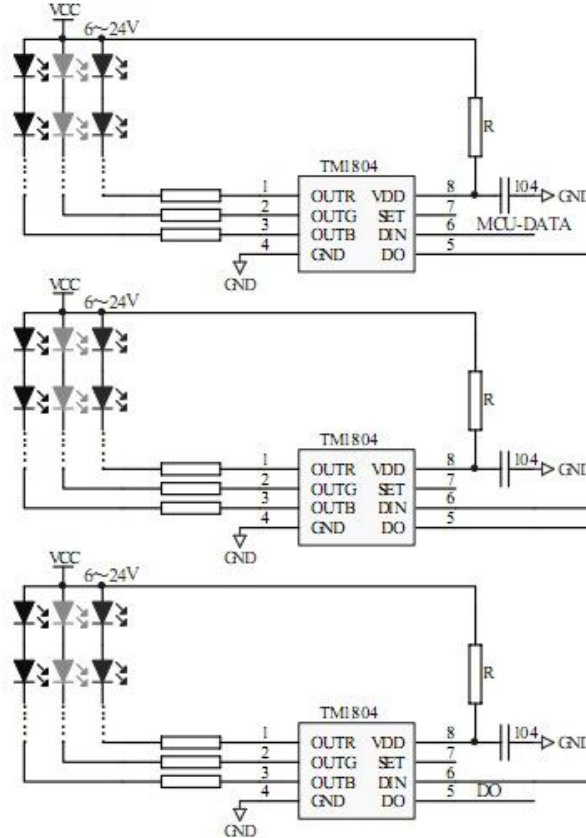 VCC
6~24V
R
TM1804
1 OUTR VDD 8 104 GND
2 OUTG SET 7
3 OUTB DIN 6 MCU-DATA
4 GND DO 5
GND
VCC
6~24V
R
TM1804
1 OUTR VDD 8 104 GND
2 OUTG SET 7
3 OUTB DIN 6
4 GND DO 5
GND
VCC
6~24V
R
TM1804
1 OUTR VDD 8 104 GND
2 OUTG SET 7
3 OUTB DIN 6
4 GND DO 5 DO
GND